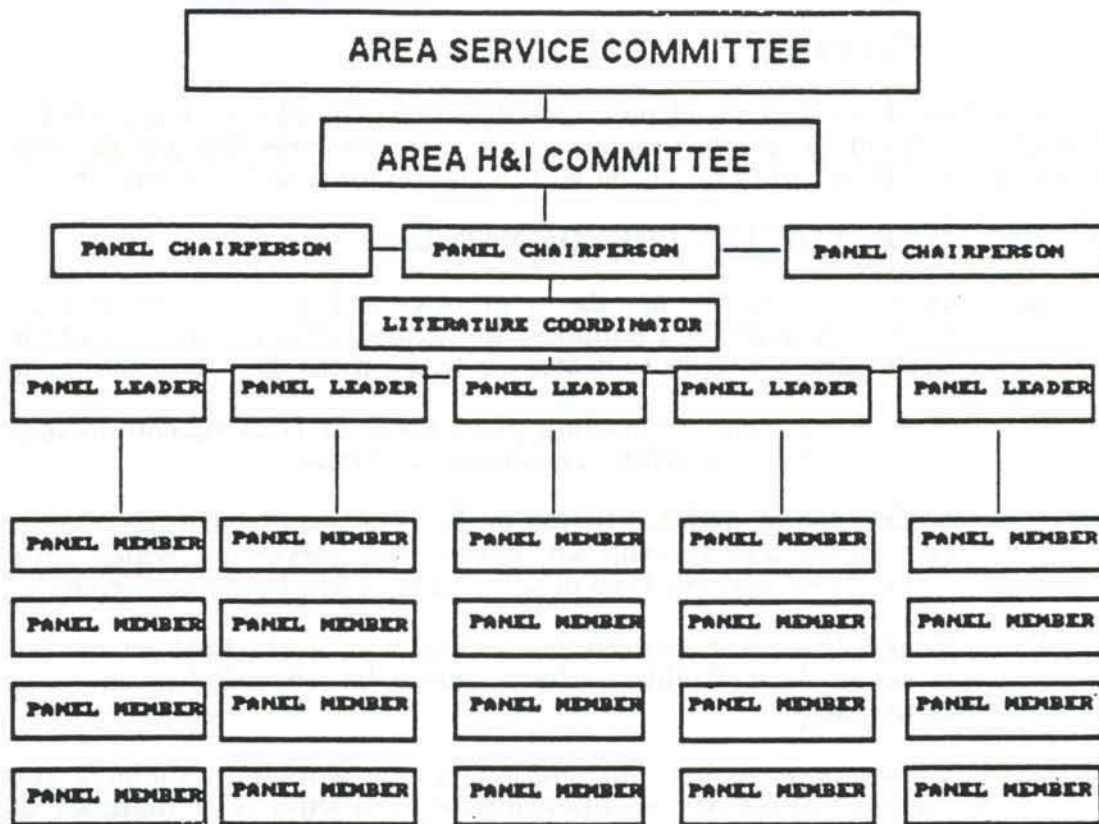 AREA SERVICE COMMITTEE
AREA H&I COMMITTEE
PANEL CHAIRPERSON PANEL CHAIRPERSON PANEL CHAIRPERSON
LITERATURE COORDINATOR
PANEL LEADER PANEL LEADER PANEL LEADER PANEL LEADER PANEL LEADER
PANEL MEMBER PANEL MEMBER PANEL MEMBER PANEL MEMBER PANEL MEMBER
PANEL MEMBER PANEL MEMBER PANEL MEMBER PANEL MEMBER PANEL MEMBER
PANEL MEMBER PANEL MEMBER PANEL MEMBER PANEL MEMBER PANEL MEMBER
PANEL MEMBER PANEL MEMBER PANEL MEMBER PANEL MEMBER PANEL MEMBER